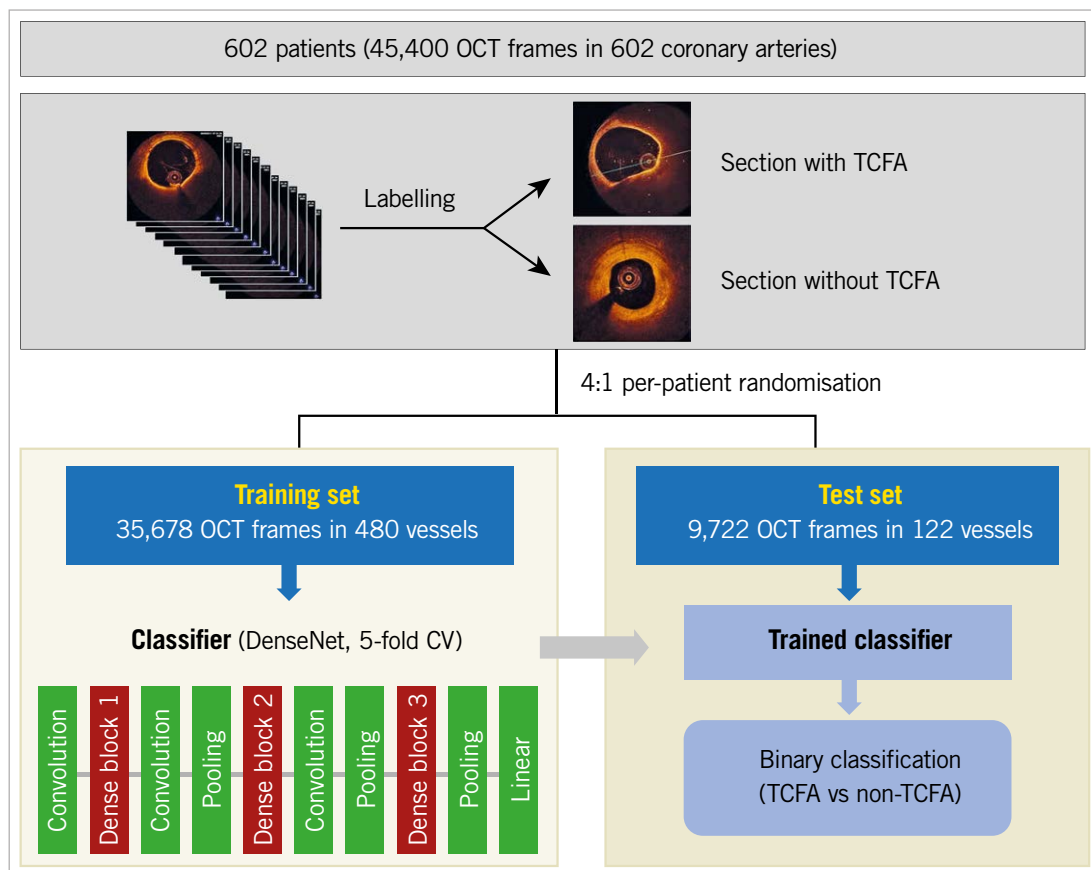 602 patients (45,400 OCT frames in 602 coronary arteries)
Labelling
Section with TCFA
Section without TCFA
4:1 per-patient randomisation
Training set
35,678 OCT frames in 480 vessels
Classifier (DenseNet, 5-fold CV)
Convolution
Dense block 1
Convolution
Pooling
Dense block 2
Convolution
Pooling
Dense block 3
Pooling
Linear
Test set
9,722 OCT frames in 122 vessels
Trained classifier
Binary classification
(TCFA vs non-TCFA)